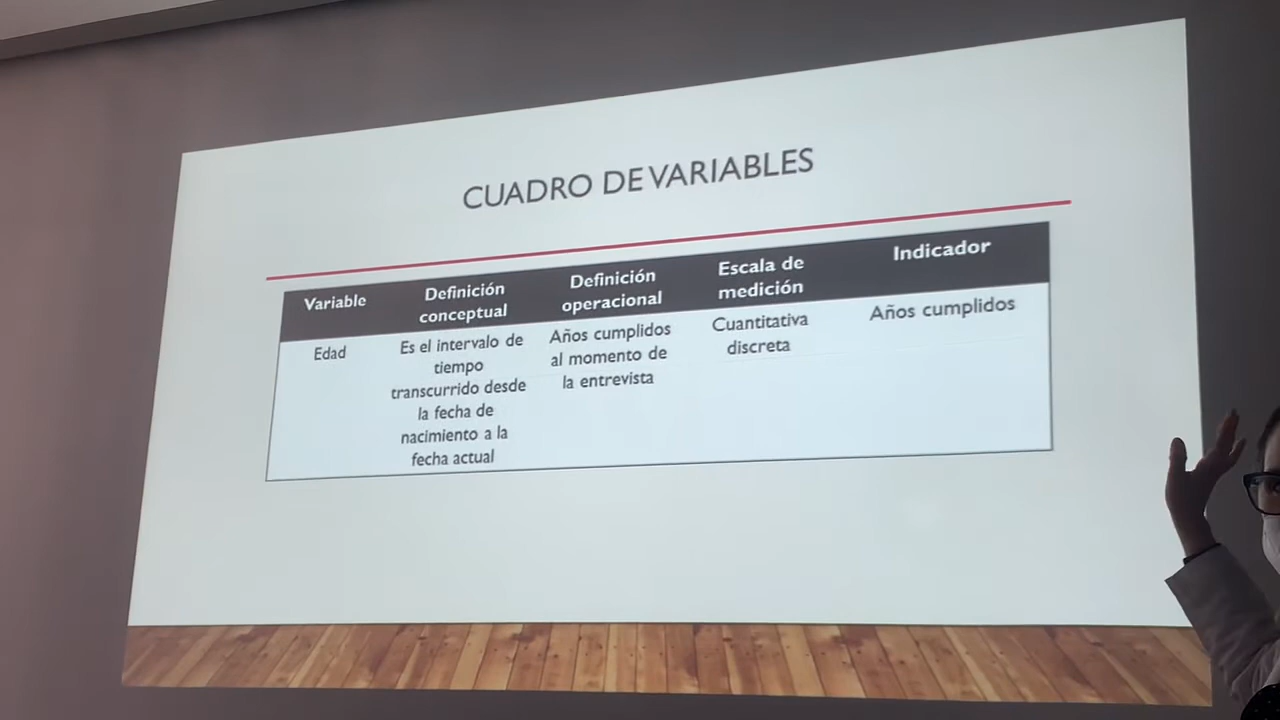 CUADRO DE VARIABLES
Variable
Definición
conceptual
Definición
operacional
Escala de
medición
Indicador
Edad
Es el intervalo de
tiempo
transcurrido desde
la fecha de
nacimiento a la
fecha actual
Años cumplidos
al momento de
la entrevista
Cuantitativa
discreta
Años cumplidos